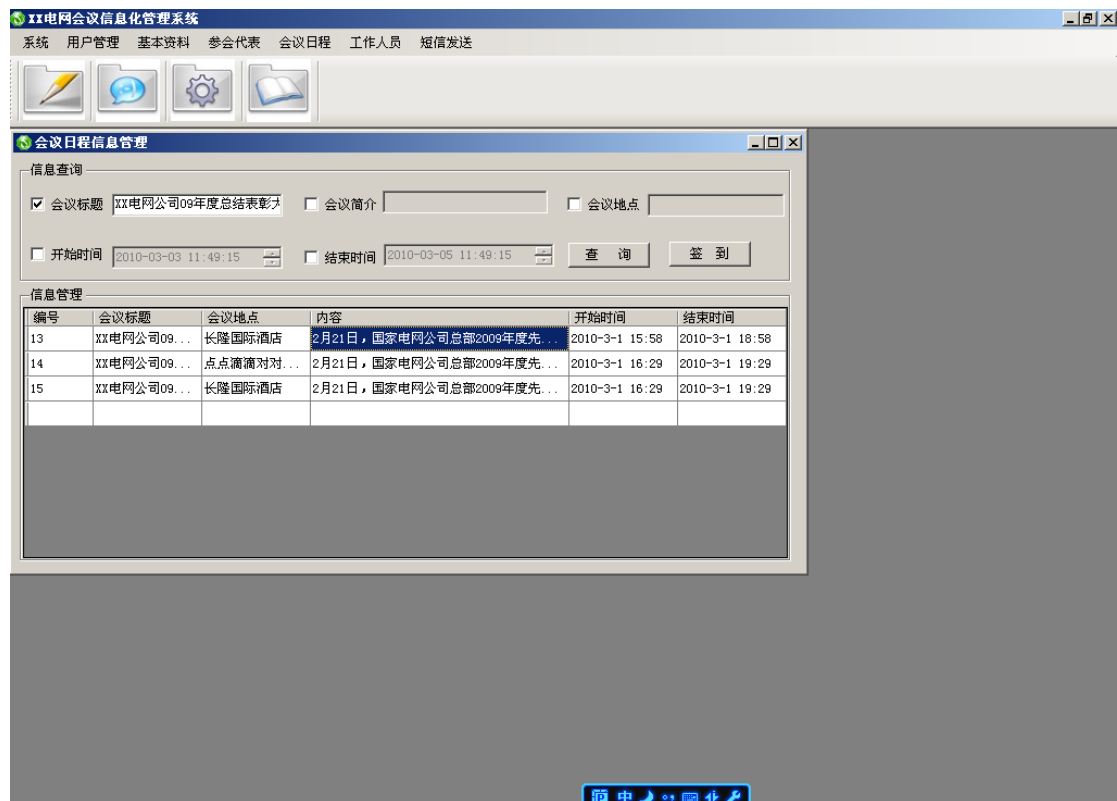 XX电网会议信息化管理系统
系统 用户管理 基本资料 参会代表 会议日程 工作人员 短信发送
会议日程信息管理
信息查询
会议标题 XX电网公司09年度总结表彰大 会议简介 会议地点
开始时间 2010-03-03 11:49:15 结束时间 2010-03-05 11:49:15 查 询 签 到
信息管理
编号 会议标题 会议地点 内容 开始时间 结束时间
13 XX电网公司09... 长隆国际酒店 2月21日，国家电网公司总部2009年度先... 2010-3-1 15:58 2010-3-1 18:58
14 XX电网公司09... 点点滴滴对对... 2月21日，国家电网公司总部2009年度先... 2010-3-1 16:29 2010-3-1 19:29
15 XX电网公司09... 长隆国际酒店 2月21日，国家电网公司总部2009年度先... 2010-3-1 16:29 2010-3-1 19:29
中